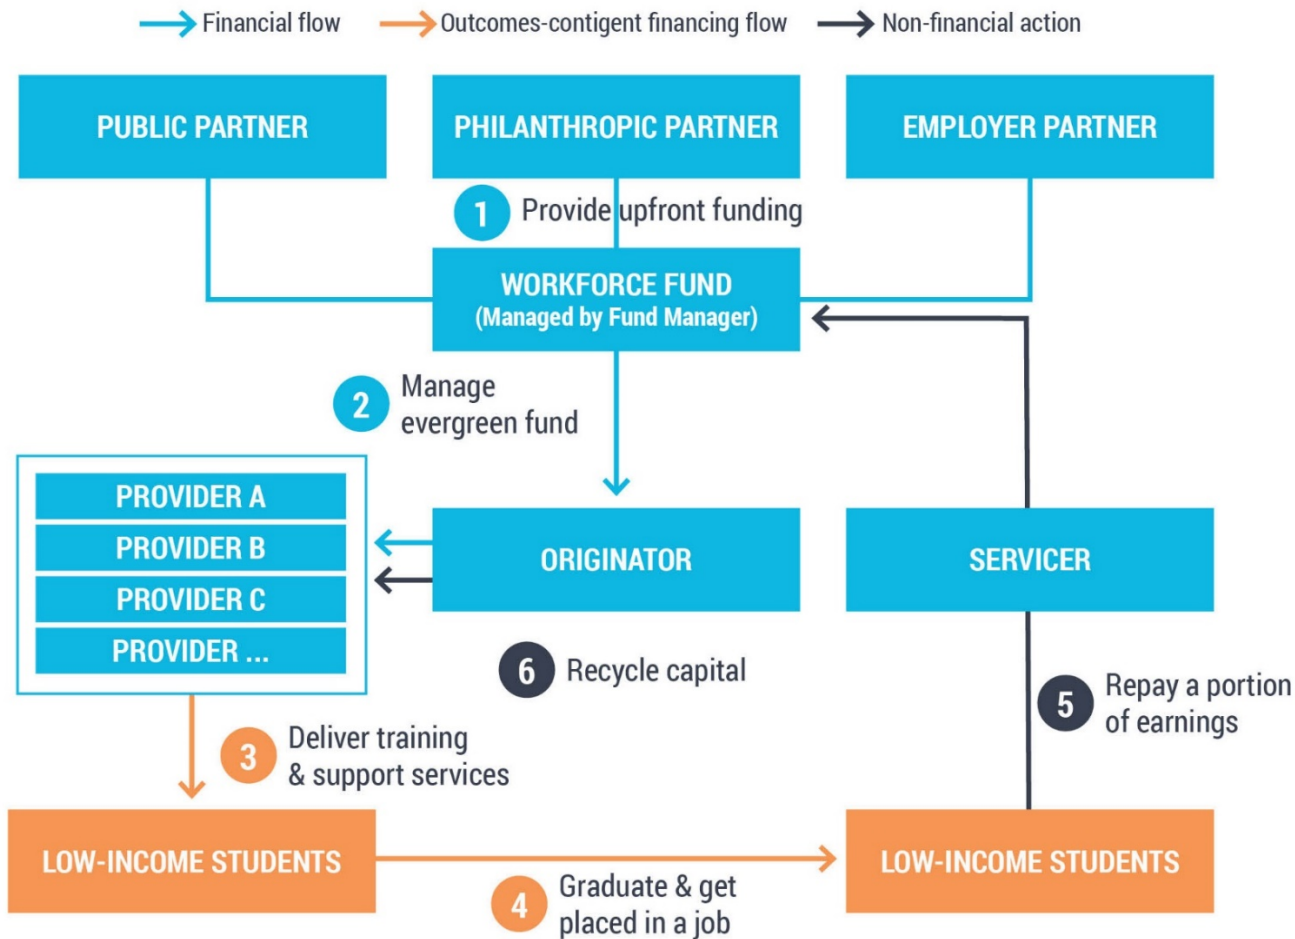 Financial flow
Outcomes-contigent financing flow
Non-financial action
PUBLIC PARTNER
PHILANTHROPIC PARTNER
EMPLOYER PARTNER
1
Provide upfront funding
WORKFORCE FUND
(Managed by Fund Manager)
2
Manage
evergreen fund
PROVIDER A
PROVIDER B
PROVIDER C
PROVIDER ...
ORIGINATOR
SERVICER
6
Recycle capital
5
Repay a portion
of earnings
3
Deliver training
& support services
LOW-INCOME STUDENTS
LOW-INCOME STUDENTS
4
Graduate & get
placed in a job